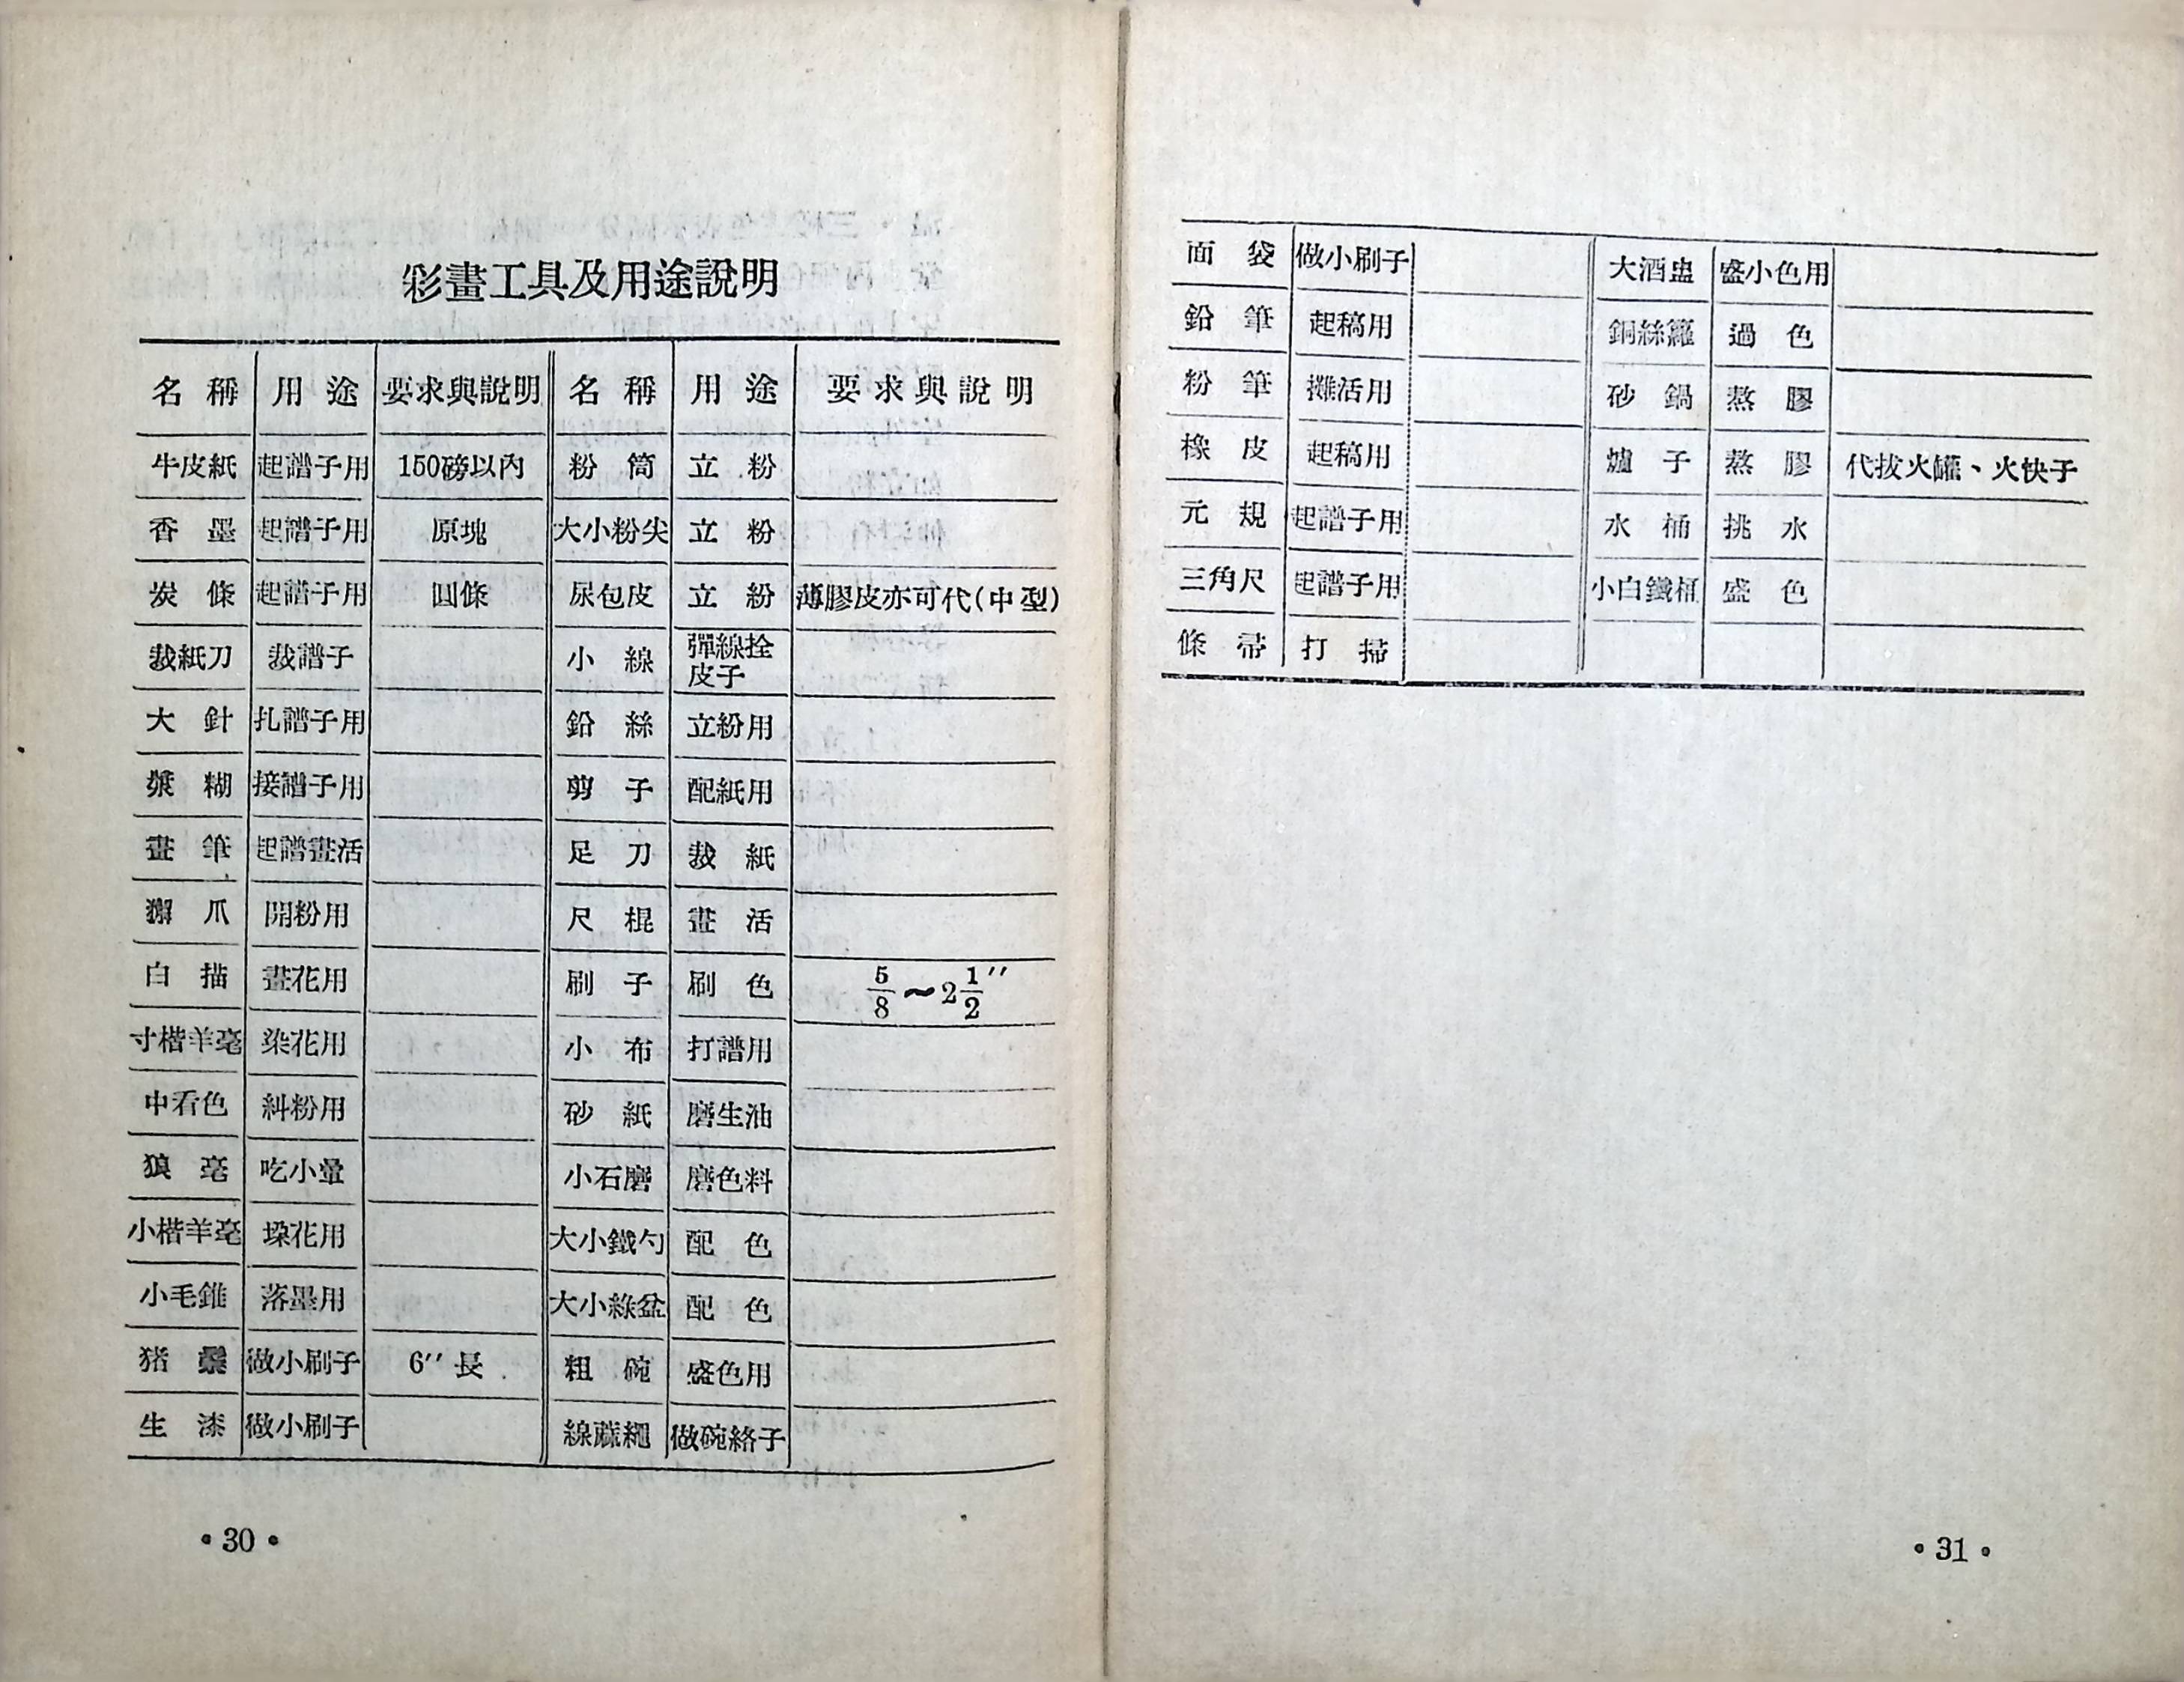 彩畫工具及用途說明
名稱 用途 要求與說明 名稱 用途 要求與說明
牛皮紙 起譜子用 150磅以內 粉筒 立粉
香墨 起譜子用 原塊 大小粉尖 立粉
炭條 起譜子用 圓條 尿包皮 立粉 薄膠皮亦可代(中型)
裁紙刀 裁譜子 小線 彈線拴
皮子
大針 扎譜子用 鉛絲 立粉用
漿糊 接譜子用 剪子 配紙用
畫筆 起譜畫活 足刀 裁紙
獺爪 開粉用 尺棍 畫活
白描 畫花用 刷子 刷色 5/8~2 1/2″
寸楷羊毫 染花用 小布 打譜用
中看色 糾粉用 砂紙 磨生油
狼毫 吃小暈 小石磨 磨色料
小楷羊毫 垜花用 大小鐵勺 配色
小毛錐 落墨用 大小綠盆 配色
猪鬃 做小刷子 6″長 粗碗 盛色用
生漆 做小刷子 線蔴繩 做碗絡子
•30•
面袋 做小刷子 大酒盅 盛小色用
鉛筆 起稿用 銅絲籮 過色
粉筆 攤活用 砂鍋 熬膠
橡皮 起稿用 爐子 熬膠 代拔火罐、火快子
元規 起譜子用 水桶 挑水
三角尺 起譜子用 小白鐵桶 盛色
條帚 打掃
•31•